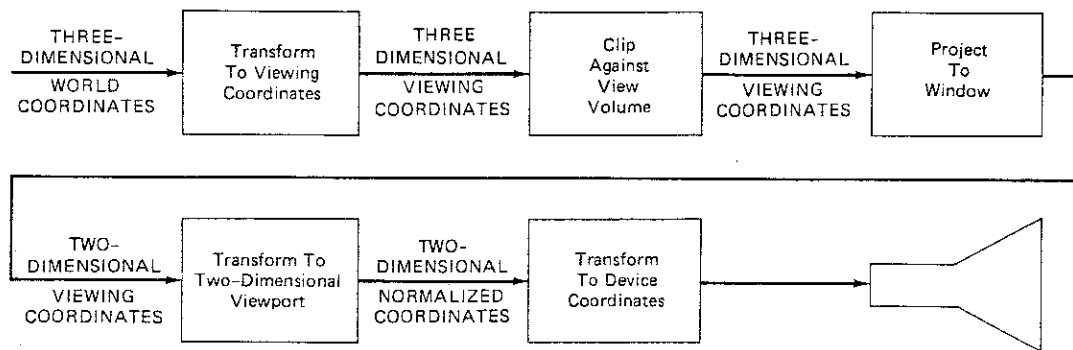 THREE-
DIMENSIONAL
WORLD
COORDINATES
Transform
To Viewing
Coordinates
THREE
DIMENSIONAL
VIEWING
COORDINATES
Clip
Against
View
Volume
THREE-
DIMENSIONAL
VIEWING
COORDINATES
Project
To
Window
TWO-
DIMENSIONAL
VIEWING
COORDINATES
Transform To
Two-Dimensional
Viewport
TWO-
DIMENSIONAL
NORMALIZED
COORDINATES
Transform
To Device
Coordinates